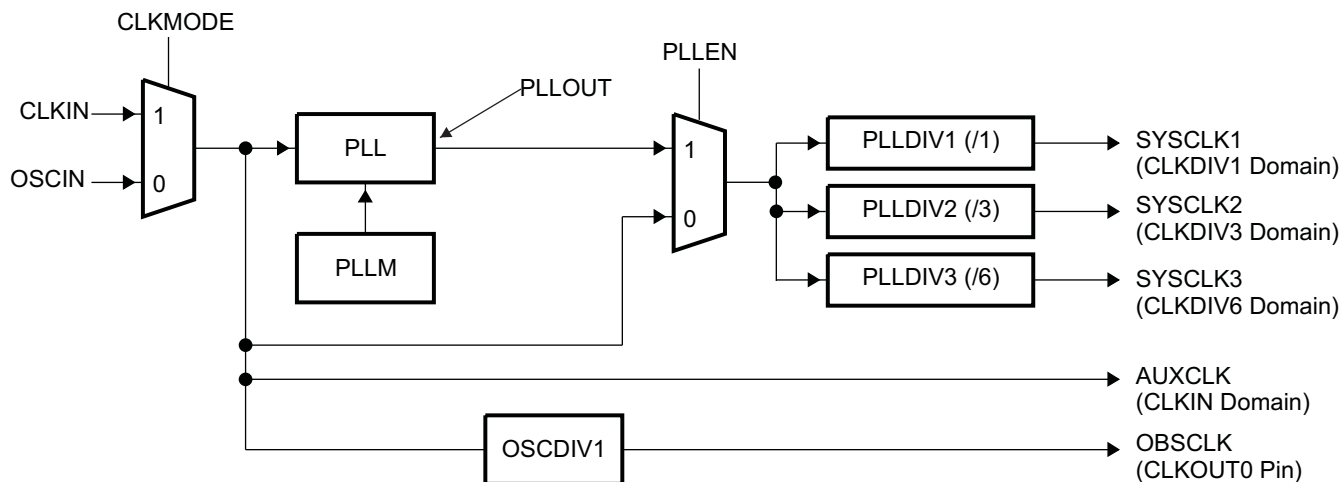 CLKMODE
PLLEN
PLLOUT
CLKIN
1
OSCIN
0
PLL
PLLM
1
0
PLLDIV1 (/1)
SYSCLK1
(CLKDIV1 Domain)
PLLDIV2 (/3)
SYSCLK2
(CLKDIV3 Domain)
PLLDIV3 (/6)
SYSCLK3
(CLKDIV6 Domain)
AUXCLK
(CLKIN Domain)
OSCDIV1
OBSCLK
(CLKOUT0 Pin)